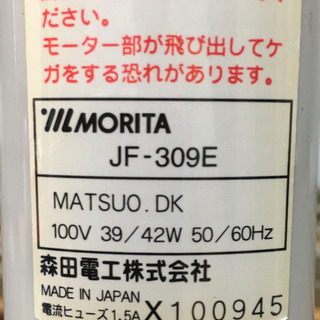 ださい。
モーター部が飛び出してケ
ガをする恐れがあります。
MORITA
JF-309E
MATSUO.DK
100V 39/42W 50/60Hz
森田電工株式会社
MADE IN JAPAN
電流ヒューズ1.5A X100945